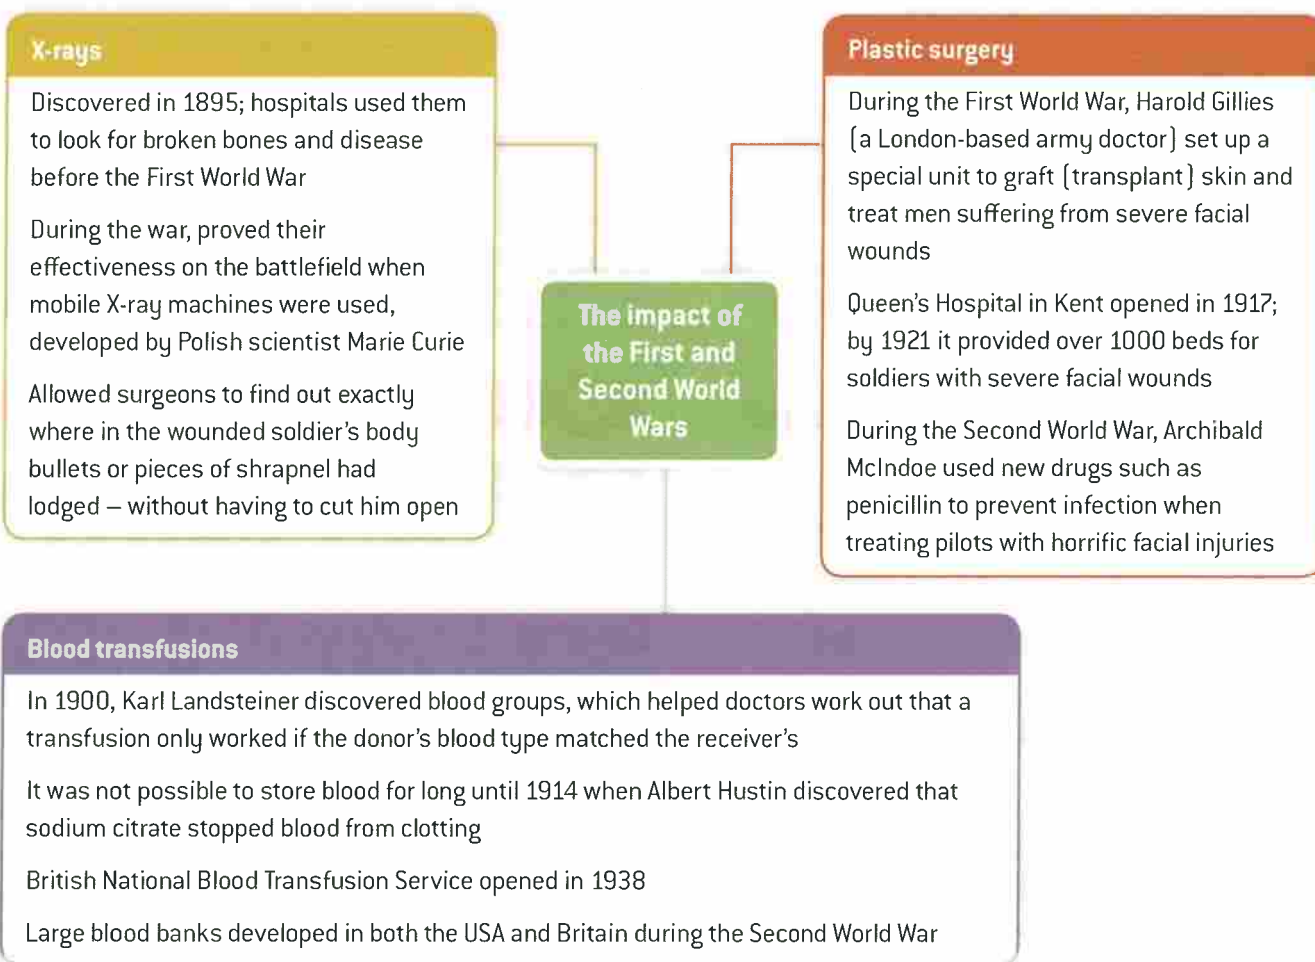 X-rays
Discovered in 1895; hospitals used them
to look for broken bones and disease
before the First World War
During the war, proved their
effectiveness on the battlefield when
mobile X-ray machines were used,
developed by Polish scientist Marie Curie
Allowed surgeons to find out exactly
where in the wounded soldier's body
bullets or pieces of shrapnel had
lodged – without having to cut him open
Plastic surgery
During the First World War, Harold Gillies
(a London-based army doctor) set up a
special unit to graft (transplant) skin and
treat men suffering from severe facial
wounds
Queen's Hospital in Kent opened in 1917;
by 1921 it provided over 1000 beds for
soldiers with severe facial wounds
During the Second World War, Archibald
McIndoe used new drugs such as
penicillin to prevent infection when
treating pilots with horrific facial injuries
The impact of
the First and
Second World
Wars
Blood transfusions
In 1900, Karl Landsteiner discovered blood groups, which helped doctors work out that a
transfusion only worked if the donor's blood type matched the receiver's
It was not possible to store blood for long until 1914 when Albert Hustin discovered that
sodium citrate stopped blood from clotting
British National Blood Transfusion Service opened in 1938
Large blood banks developed in both the USA and Britain during the Second World War